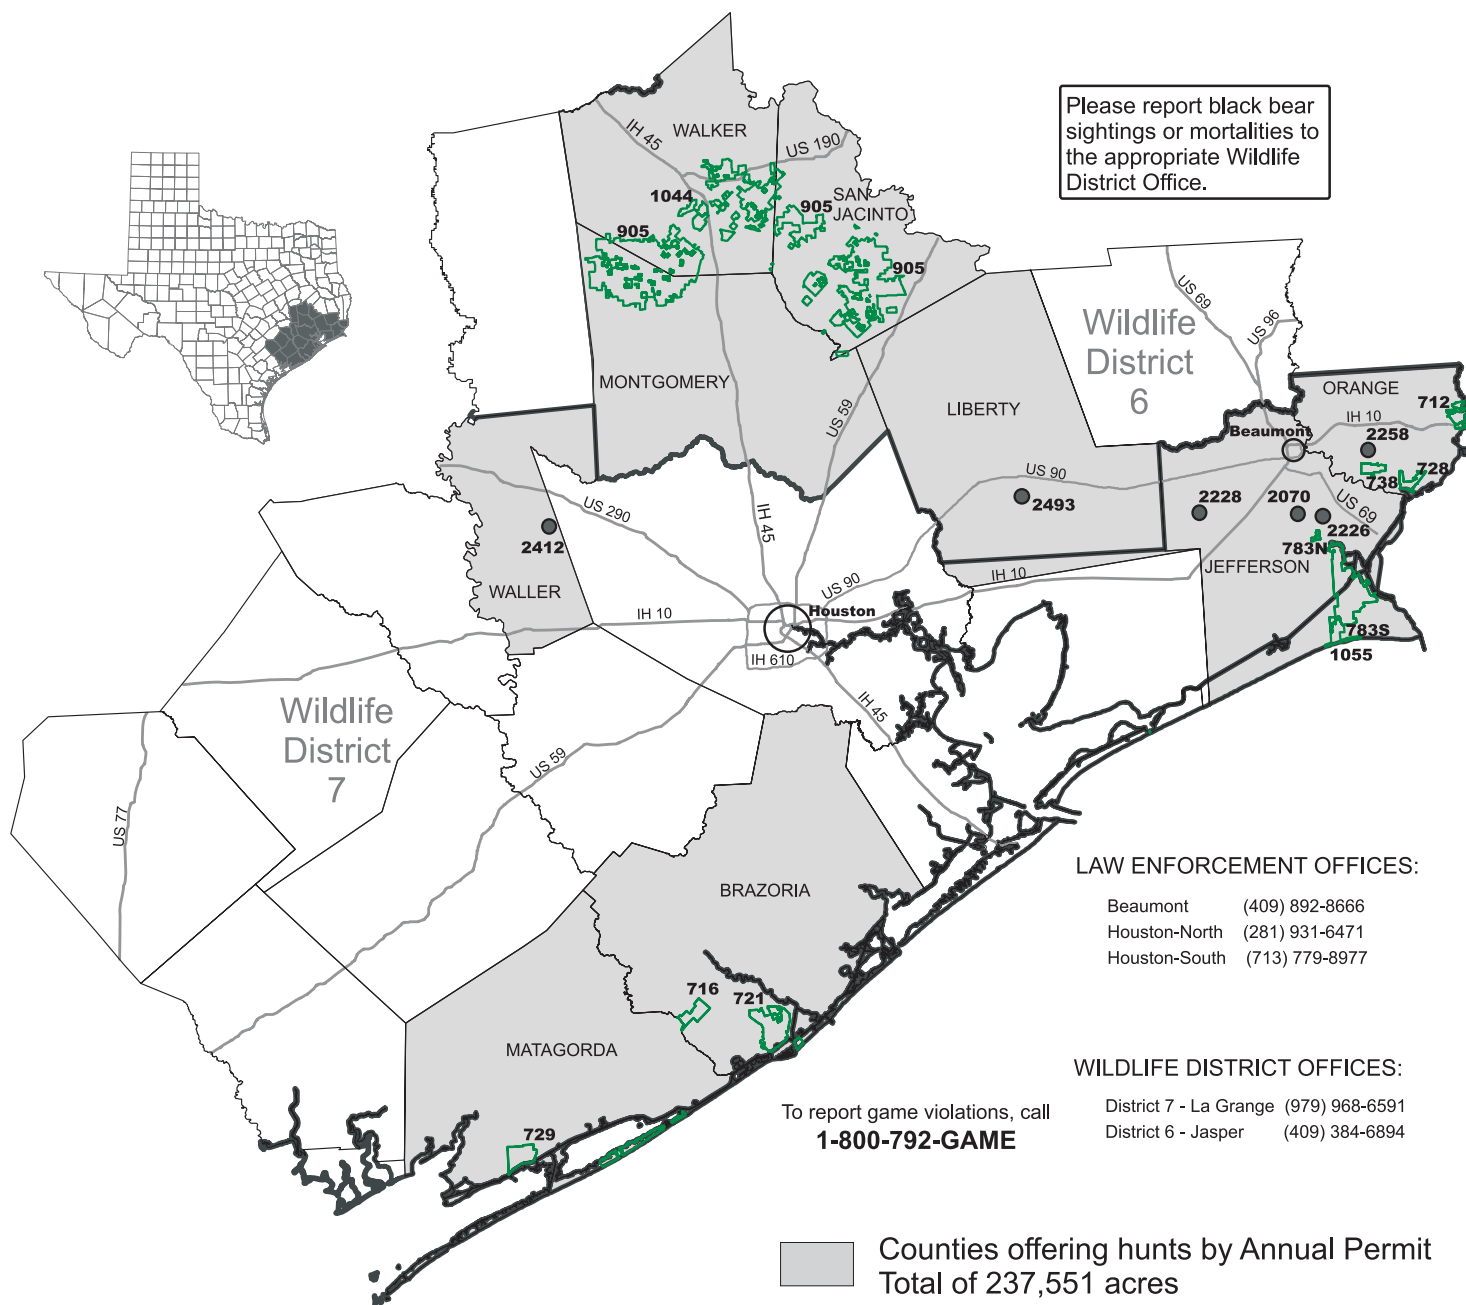 Please report black bear
sightings or mortalities to
the appropriate Wildlife
District Office.
WALKER
IH 45
US 190
1044
SAN
JACINTO
905
905
905
Wildlife
District
6
US 69
US 96
MONTGOMERY
US 59
LIBERTY
ORANGE
712
IH 10
Beaumont
2258
728
738
US 90
2493
2228
2070
2226
US 69
783N
JEFFERSON
783S
1055
US 290
IH 45
2412
WALLER
US 90
IH 10
IH 10
Houston
IH 610
IH 45
Wildlife
District
7
US 59
US 77
BRAZORIA
716
721
MATAGORDA
729
LAW ENFORCEMENT OFFICES:
Beaumont (409) 892-8666
Houston-North (281) 931-6471
Houston-South (713) 779-8977
WILDLIFE DISTRICT OFFICES:
District 7 - La Grange (979) 968-6591
District 6 - Jasper (409) 384-6894
To report game violations, call
1-800-792-GAME
Counties offering hunts by Annual Permit
Total of 237,551 acres